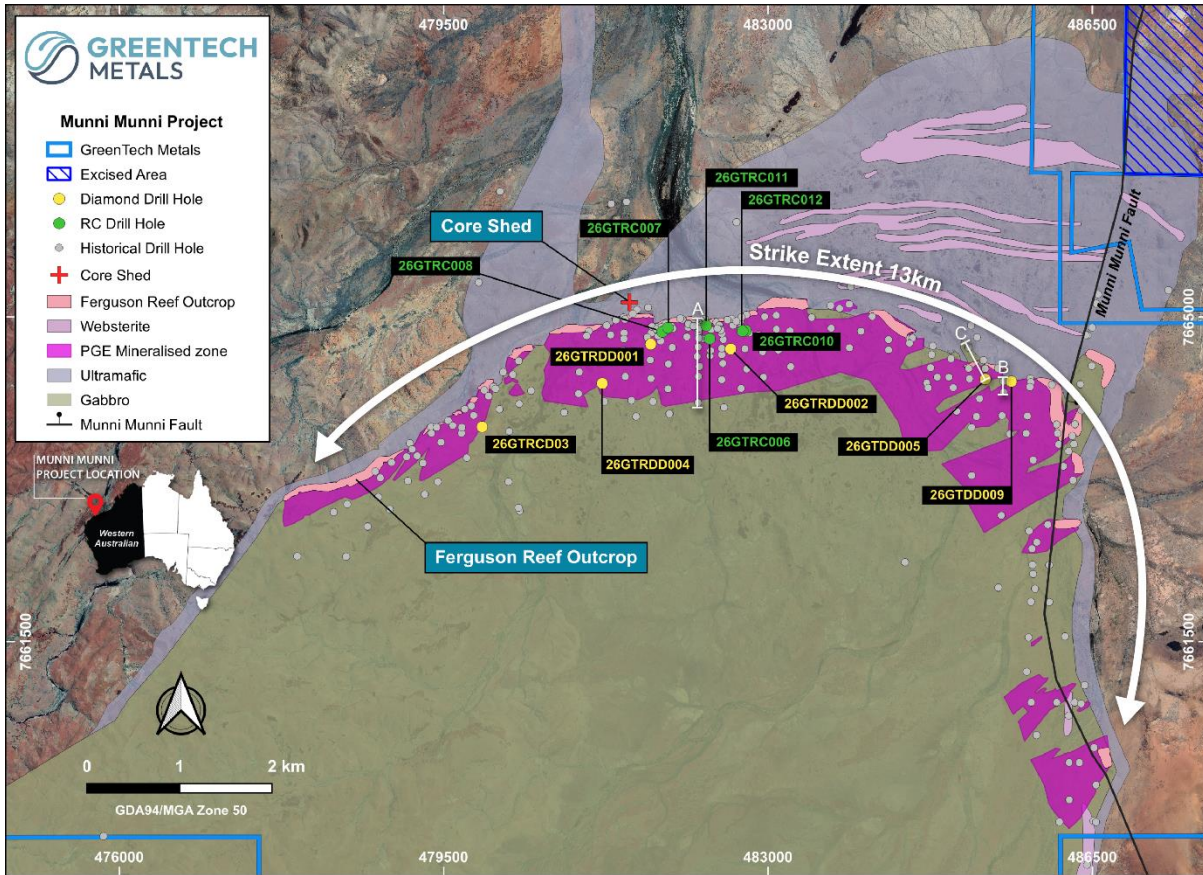 479500
483000
486500
GREENTECH
METALS
Munni Munni Project
GreenTech Metals
Excised Area
Diamond Drill Hole
RC Drill Hole
Historical Drill Hole
Core Shed
Ferguson Reef Outcrop
Websterite
PGE Mineralised zone
Ultramafic
Gabbro
Munni Munni Fault
26GTRC011
26GTRC012
26GTRC007
Core Shed
26GTRC008
Strike Extent 13km
Munni Munni Fault
7665000
7665000
A
C
B
26GTRDD001
26GTRC010
26GTRDD002
26GTRCD03
26GTRC006
26GTDD005
26GTRDD004
26GTDD009
MUNNI MUNNI
PROJECT LOCATION
Western
Australian
Ferguson Reef Outcrop
7661500
7661500
0 1 2 km
GDA94/MGA Zone 50
476000
479500
483000
486500